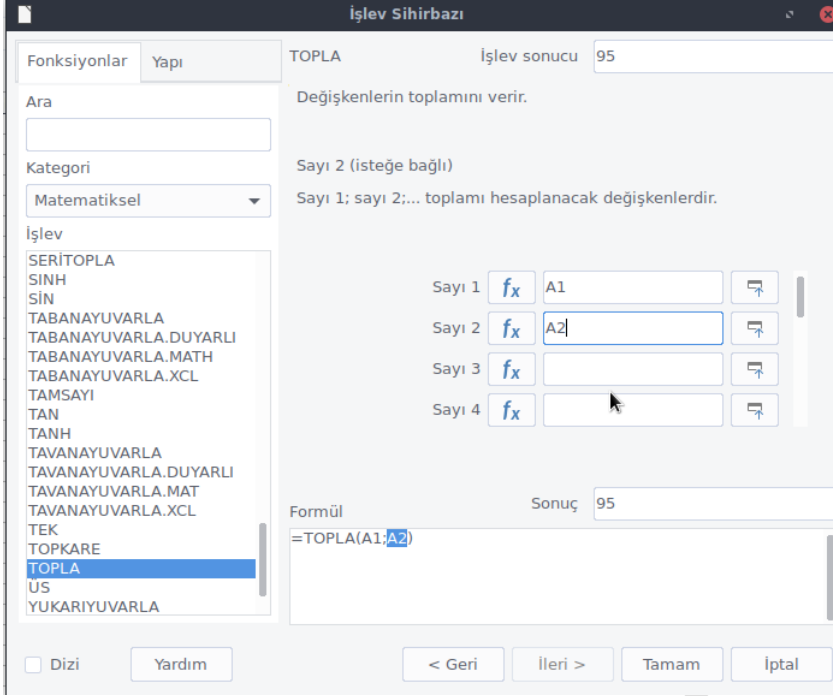 İşlev Sihirbazı
Fonksiyonlar
Yapı
Ara
Kategori
Matematiksel
İşlev
SERİTOPLA
SINH
SİN
TABANAYUVARLA
TABANAYUVARLA.DUYARLI
TABANAYUVARLA.MATH
TABANAYUVARLA.XCL
TAMSAYI
TAN
TANH
TAVANAYUVARLA
TAVANAYUVARLA.DUYARLI
TAVANAYUVARLA.MAT
TAVANAYUVARLA.XCL
TEK
TOPKARE
TOPLA
ÜS
YUKARIYUVARLA
TOPLA
İşlev sonucu 95
Değişkenlerin toplamını verir.
Sayı 2 (isteğe bağlı)
Sayı 1; sayı 2;... toplamı hesaplanacak değişkenlerdir.
Sayı 1 fx A1
Sayı 2 fx A2
Sayı 3 fx
Sayı 4 fx
Formül
Sonuç 95
=TOPLA(A1;A2)
Dizi
Yardım
< Geri
İleri >
Tamam
İptal